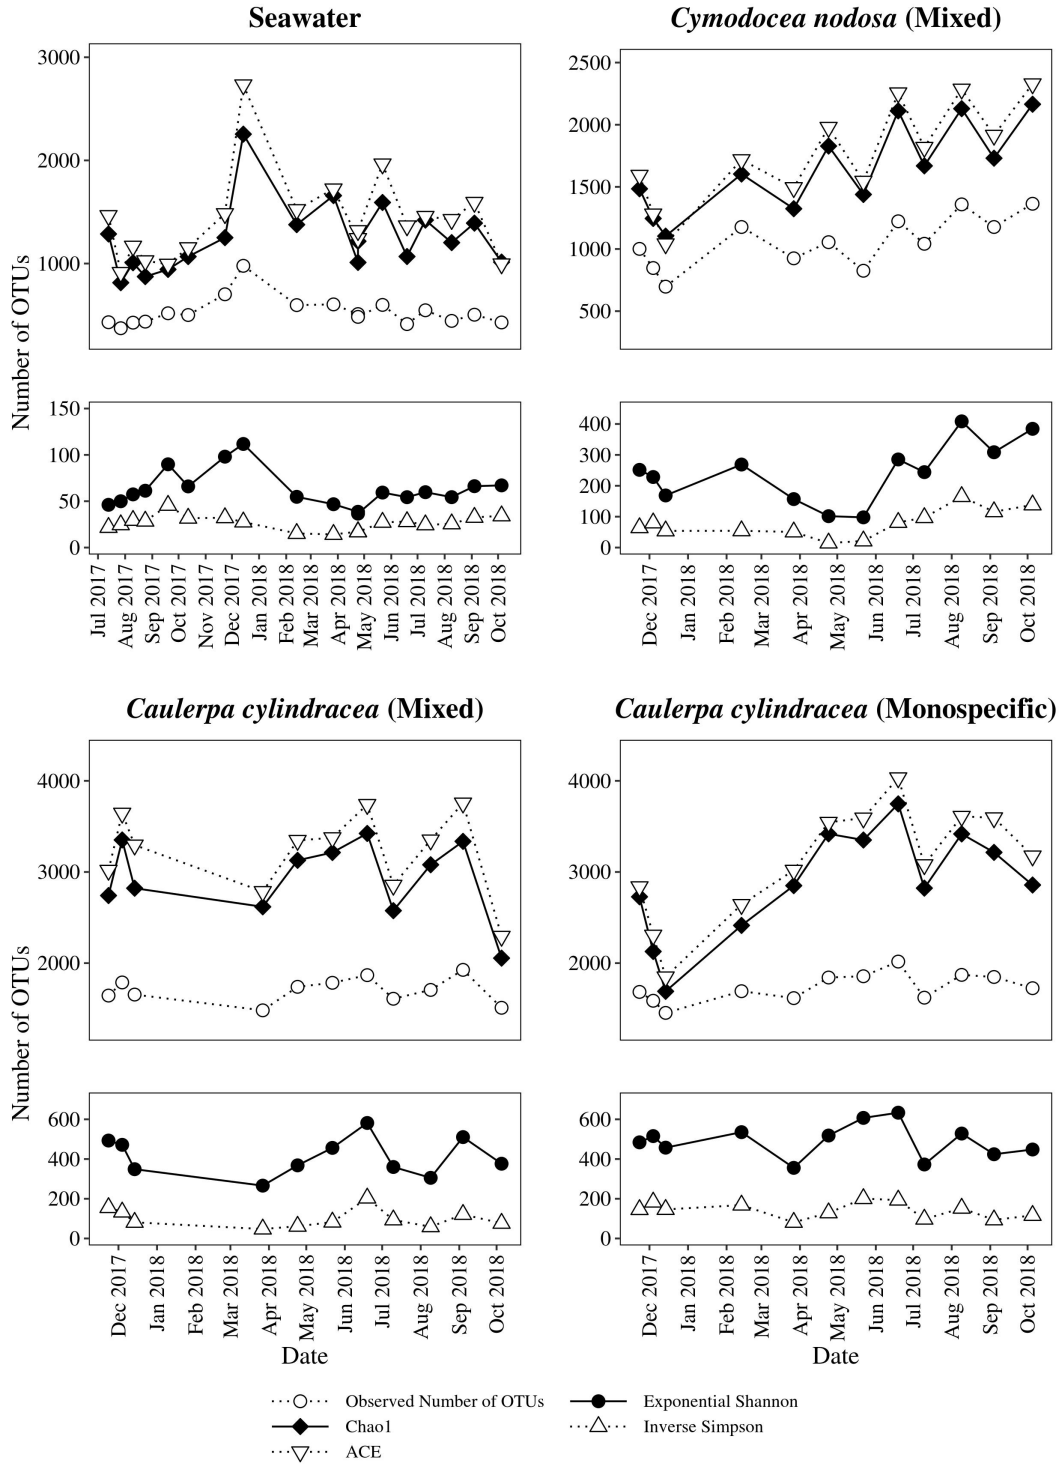 Seawater
Cymodocea nodosa (Mixed)
Number of OTUs
3000
2000
1000
2500
2000
1500
1000
500
150
100
50
0
400
300
200
100
0
Jul 2017
Aug 2017
Sep 2017
Oct 2017
Nov 2017
Dec 2017
Jan 2018
Feb 2018
Mar 2018
Apr 2018
May 2018
Jun 2018
Jul 2018
Aug 2018
Sep 2018
Oct 2018
Dec 2017
Jan 2018
Feb 2018
Mar 2018
Apr 2018
May 2018
Jun 2018
Jul 2018
Aug 2018
Sep 2018
Oct 2018
Caulerpa cylindracea (Mixed)
Caulerpa cylindracea (Monospecific)
Number of OTUs
4000
3000
2000
4000
3000
2000
600
400
200
0
600
400
200
0
Dec 2017
Jan 2018
Feb 2018
Mar 2018
Apr 2018
May 2018
Jun 2018
Jul 2018
Aug 2018
Sep 2018
Oct 2018
Dec 2017
Jan 2018
Feb 2018
Mar 2018
Apr 2018
May 2018
Jun 2018
Jul 2018
Aug 2018
Sep 2018
Oct 2018
Date
Date
Observed Number of OTUs
Chao1
ACE
Exponential Shannon
Inverse Simpson